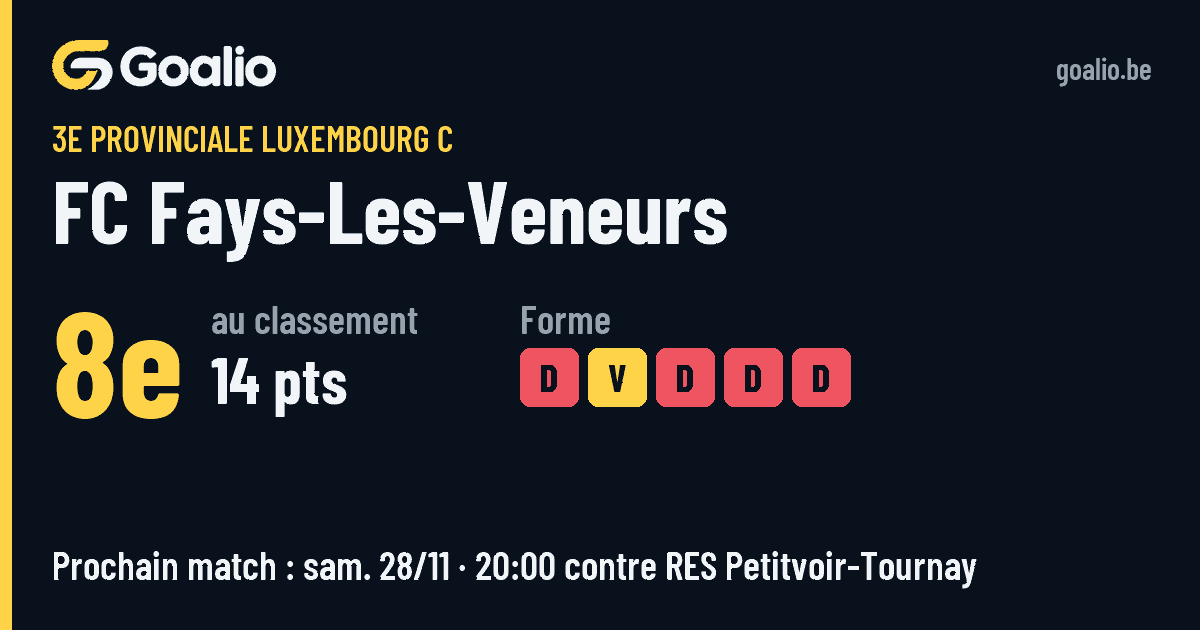 Goalio
goalio.be
3E PROVINCIALE LUXEMBOURG C
FC Fays-Les-Veneurs
8e
au classement
14 pts
Forme
D V D D D
Prochain match : sam. 28/11 · 20:00 contre RES Petitvoir-Tournay